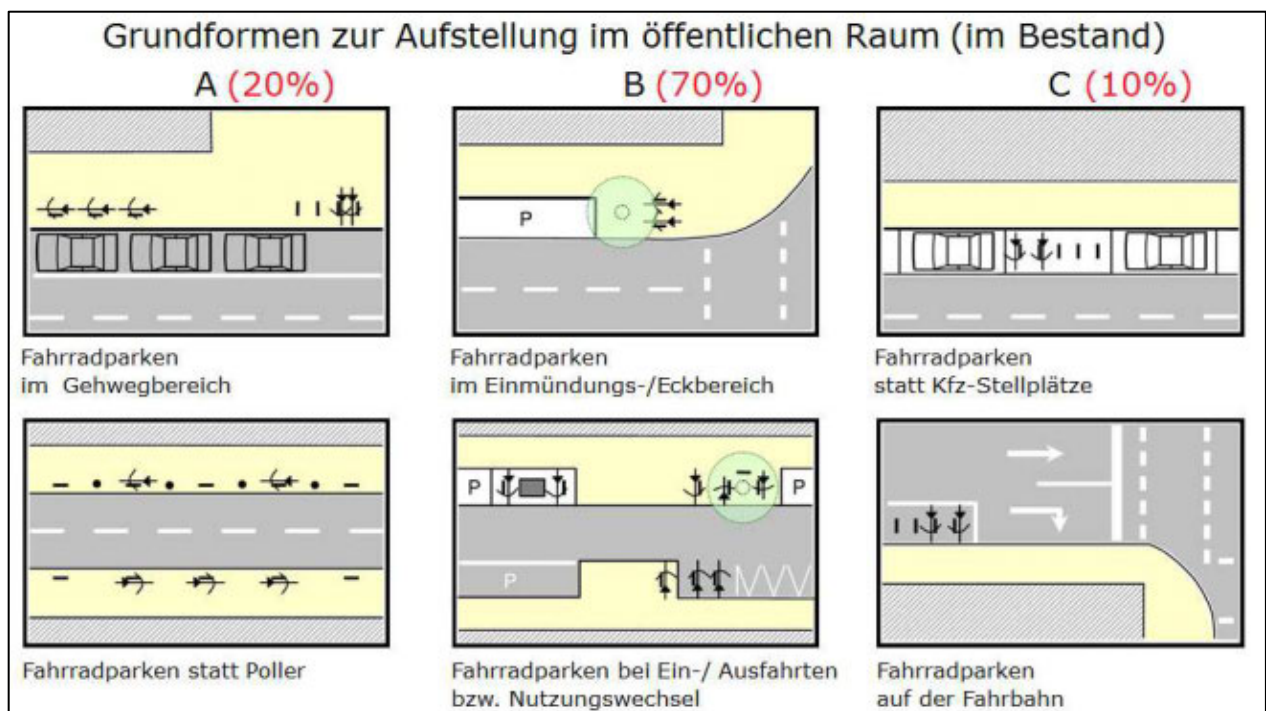 Grundformen zur Aufstellung im öffentlichen Raum (im Bestand)
A (20%)
B (70%)
C (10%)
P
Fahrradparken
im Gehwegbereich
Fahrradparken
im Einmündungs-/Eckbereich
Fahrradparken
statt Kfz-Stellplätze
P
P
P
Fahrradparken statt Poller
Fahrradparken bei Ein-/ Ausfahrten
bzw. Nutzungswechsel
Fahrradparken
auf der Fahrbahn